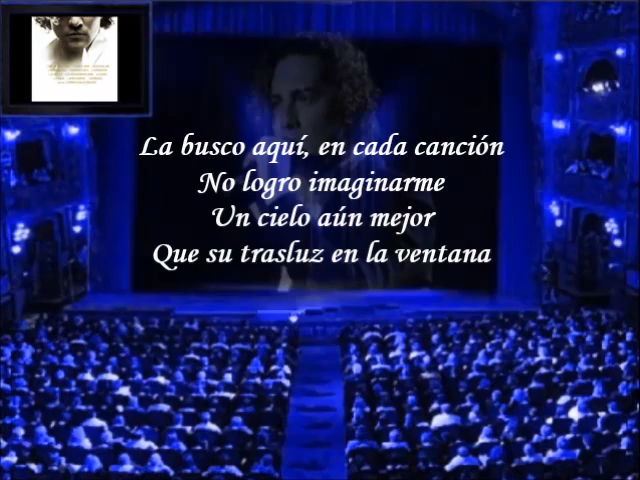 La busco aquí, en cada canción
No logro imaginarme
Un cielo aún mejor
Que su trasluz en la ventana